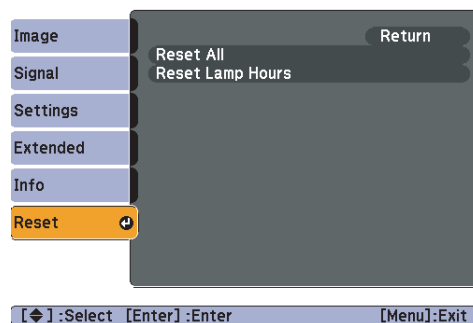 Image
Signal
Settings
Extended
Info
Reset
Return
Reset All
Reset Lamp Hours
[◆] :Select [Enter] :Enter [Menu]:Exit